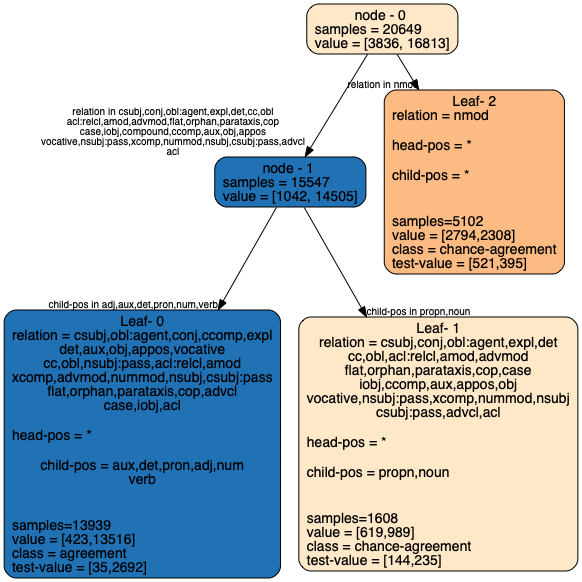 node - 0
samples = 20649
value = [3836, 16813]
relation in nmod
relation in csubj,conj,obl:agent,expl,det,cc,obl
acl:relcl,amod,advmod,flat,orphan,parataxis,cop
case,iobj,compound,ccomp,aux,obj,appos
vocative,nsubj:pass,xcomp,nummod,nsubj,csubj:pass,advcl
acl
Leaf- 2
relation = nmod
head-pos = *
child-pos = *
samples=5102
value = [2794,2308]
class = chance-agreement
test-value = [521,395]
node - 1
samples = 15547
value = [1042, 14505]
child-pos in adj,aux,det,pron,num,verb
child-pos in propn,noun
Leaf- 0
relation = csubj,obl:agent,conj,ccomp,expl
det,aux,obj,appos,vocative
cc,obl,nsubj:pass,acl:relcl,amod
xcomp,advmod,nummod,nsubj,csubj:pass
flat,orphan,parataxis,cop,advcl
case,iobj,acl
head-pos = *
child-pos = aux,det,pron,adj,num
verb
samples=13939
value = [423,13516]
class = agreement
test-value = [35,2692]
Leaf- 1
relation = csubj,conj,obl:agent,expl,det
cc,obl,acl:relcl,amod,advmod
flat,orphan,parataxis,cop,case
iobj,ccomp,aux,appos,obj
vocative,nsubj:pass,xcomp,nummod,nsubj
csubj:pass,advcl,acl
head-pos = *
child-pos = propn,noun
samples=1608
value = [619,989]
class = chance-agreement
test-value = [144,235]